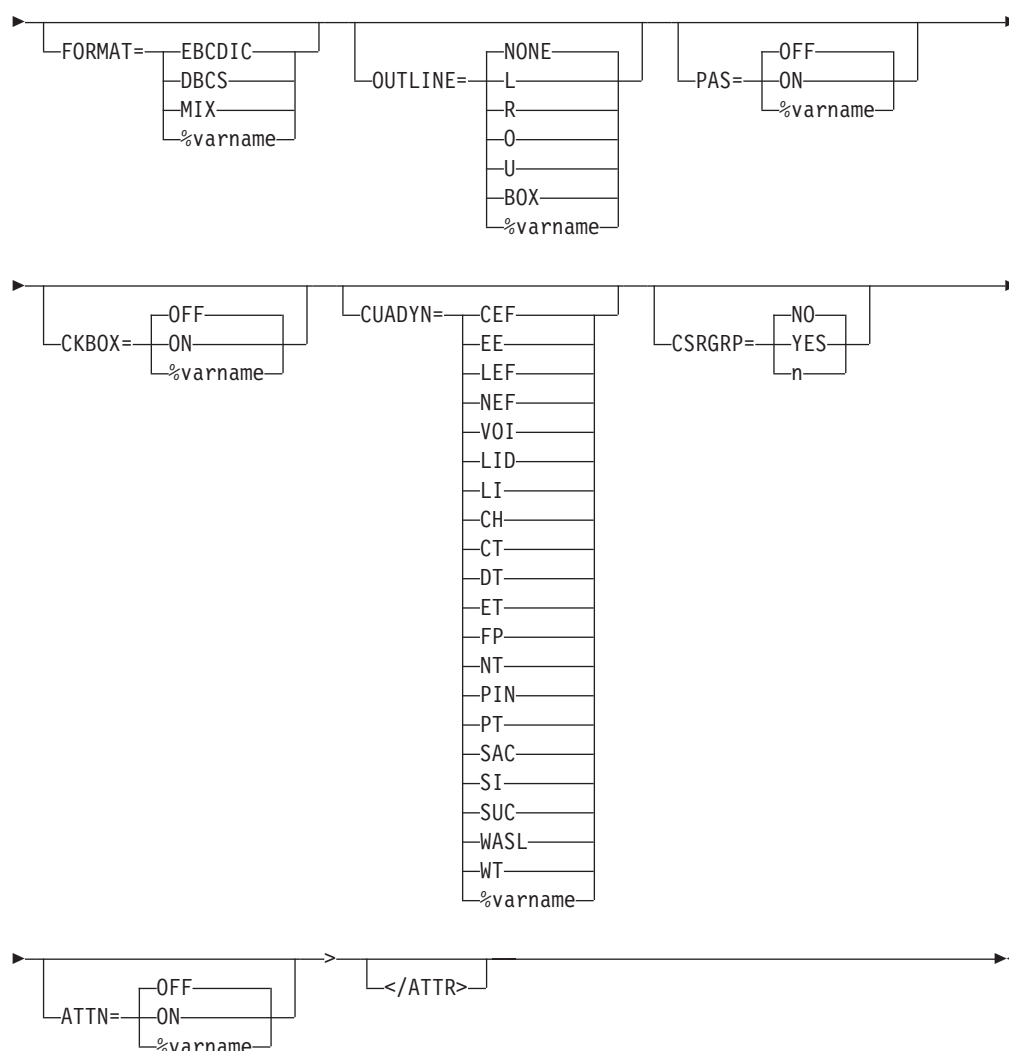 FORMAT= EBCDIC
DBCS
MIX
%varname
OUTLINE= NONE
L
R
O
U
BOX
%varname
PAS= OFF
ON
%varname
CKBOX= OFF
ON
%varname
CUADYN= CEF
EE
LEF
NEF
VOI
LID
LI
CH
CT
DT
ET
FP
NT
PIN
PT
SAC
SI
SUC
WASL
WT
%varname
CSRGRP= NO
YES
n
ATTN= OFF
ON
%varname
>
</ATTR>